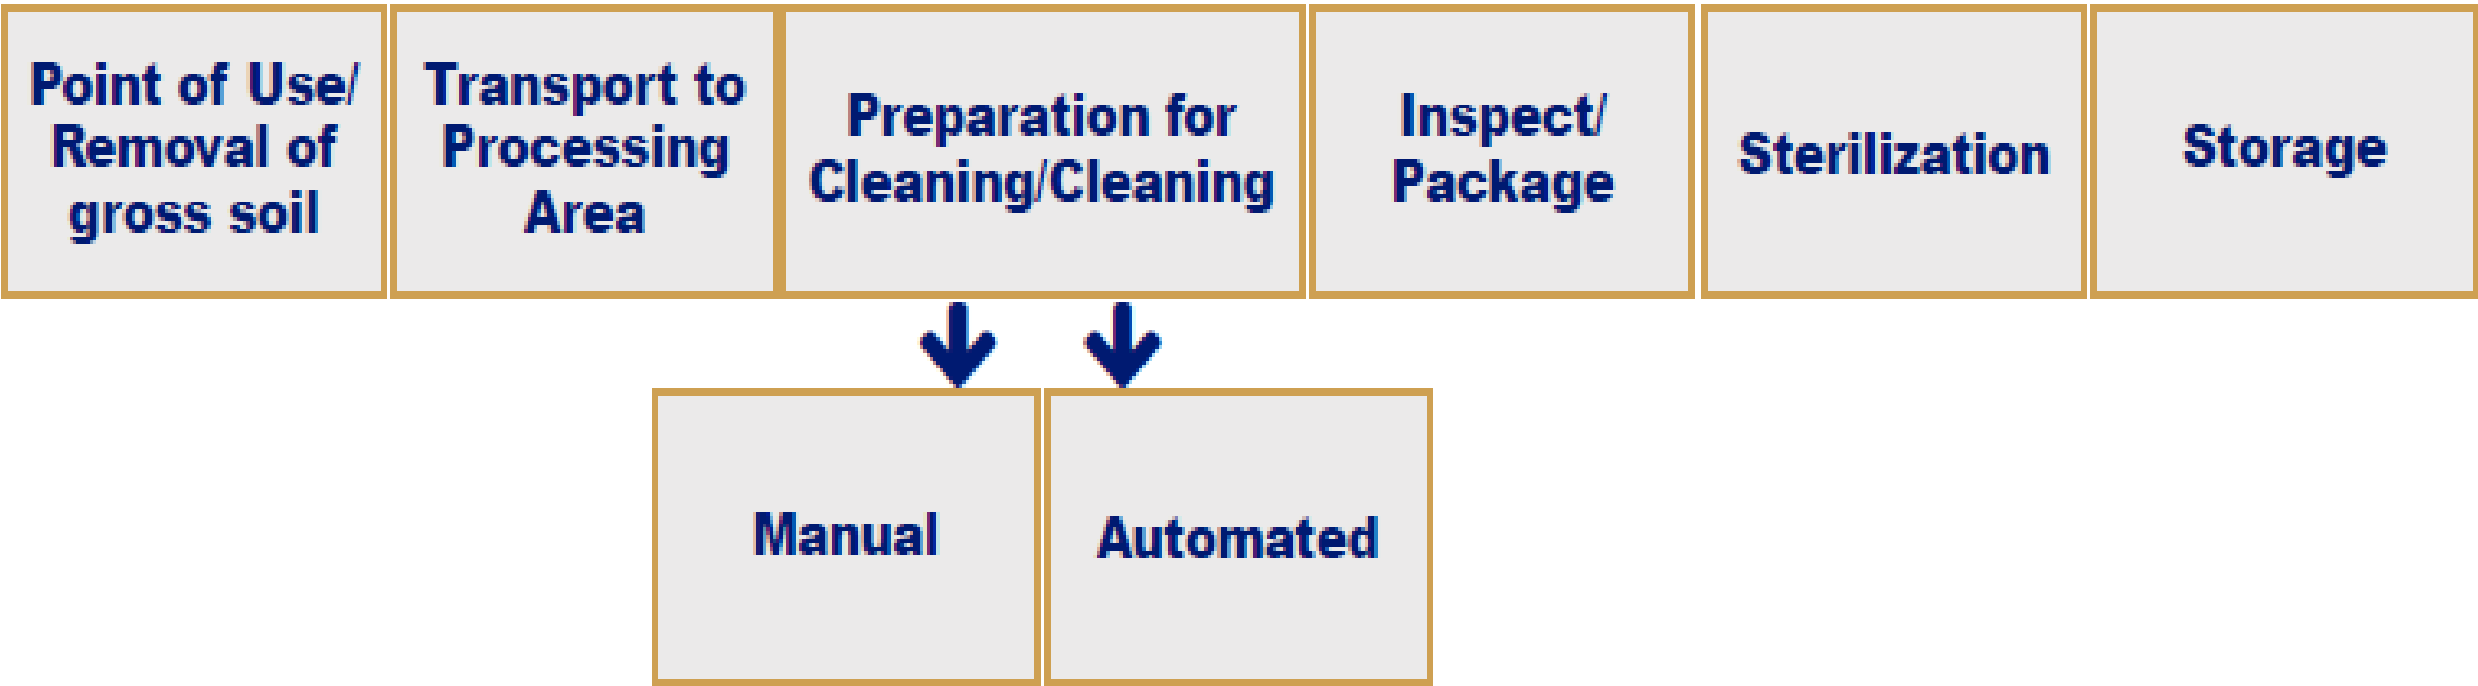 Point of Use/
Removal of
gross soil
Transport to
Processing
Area
Preparation for
Cleaning/Cleaning
Inspect/
Package
Sterilization
Storage
Manual
Automated